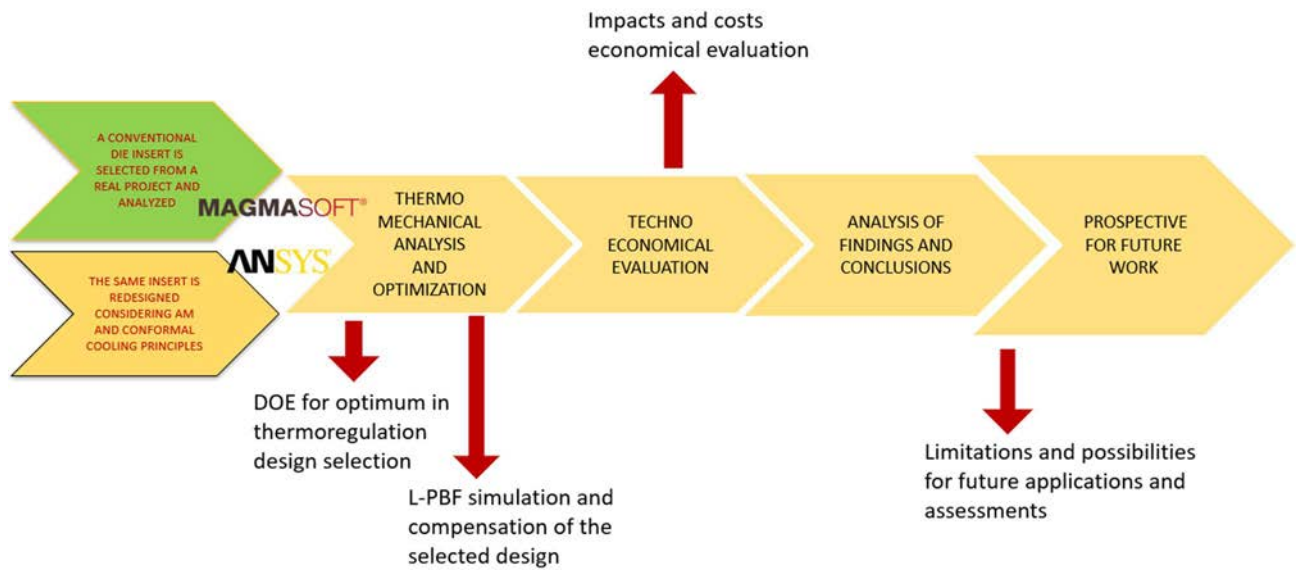 Impacts and costs
economical evaluation
A CONVENTIONAL
DIE INSERT IS
SELECTED FROM A
REAL PROJECT AND
ANALYZED
MAGMASOFT®
ANSYS
THE SAME INSERT IS
REDESIGNED
CONSIDERING AM
AND CONFORMAL
COOLING PRINCIPLES
THERMO
MECHANICAL
ANALYSIS
AND
OPTIMIZATION
TECHNO
ECONOMICAL
EVALUATION
ANALYSIS OF
FINDINGS AND
CONCLUSIONS
PROSPECTIVE
FOR FUTURE
WORK
DOE for optimum in
thermoregulation
design selection
L-PBF simulation and
compensation of the
selected design
Limitations and possibilities
for future applications and
assessments